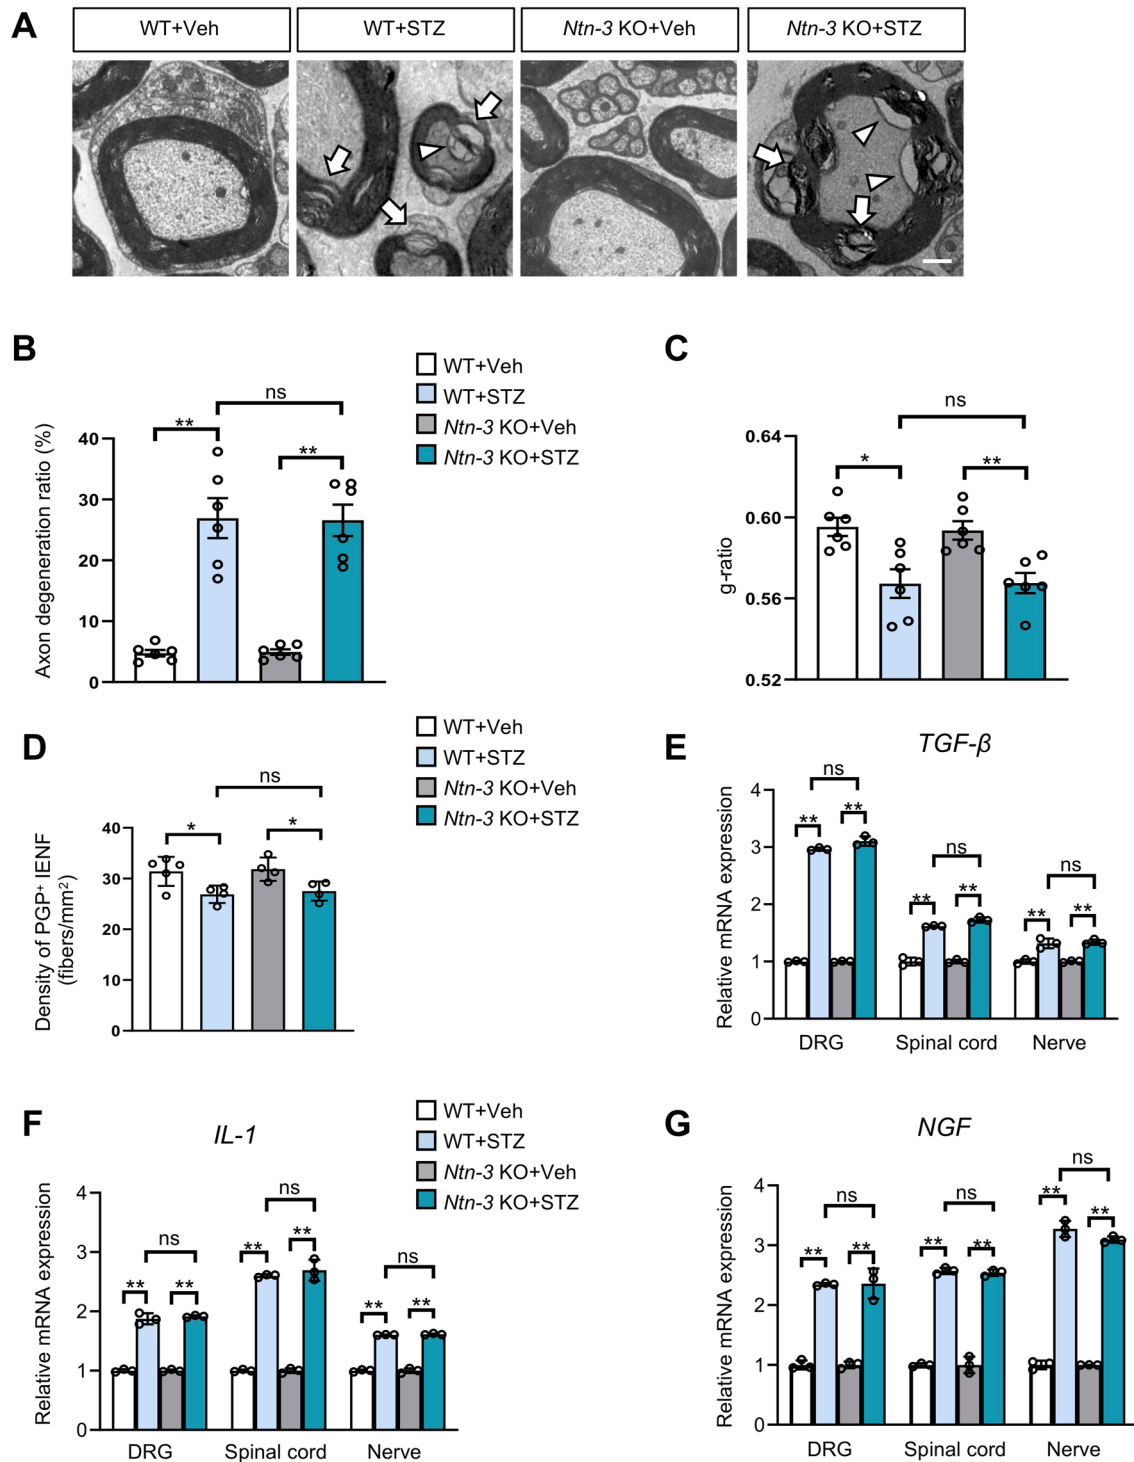 A
WT+Veh
WT+STZ
Ntn-3 KO+Veh
Ntn-3 KO+STZ
B
Axon degeneration ratio (%)
40
30
20
10
0
**
ns
**
WT+Veh
WT+STZ
Ntn-3 KO+Veh
Ntn-3 KO+STZ
C
g-ratio
0.64
0.60
0.56
0.52
*
ns
**
D
Density of PGP⁺ IENF
(fibers/mm²)
40
30
20
10
0
*
ns
*
WT+Veh
WT+STZ
Ntn-3 KO+Veh
Ntn-3 KO+STZ
E
TGF-β
Relative mRNA expression
4
3
2
1
0
**
ns
**
**
ns
**
**
ns
**
DRG
Spinal cord
Nerve
F
IL-1
Relative mRNA expression
4
3
2
1
0
**
ns
**
**
ns
**
**
ns
**
DRG
Spinal cord
Nerve
WT+Veh
WT+STZ
Ntn-3 KO+Veh
Ntn-3 KO+STZ
G
NGF
Relative mRNA expression
4
3
2
1
0
**
ns
**
**
ns
**
**
ns
**
DRG
Spinal cord
Nerve